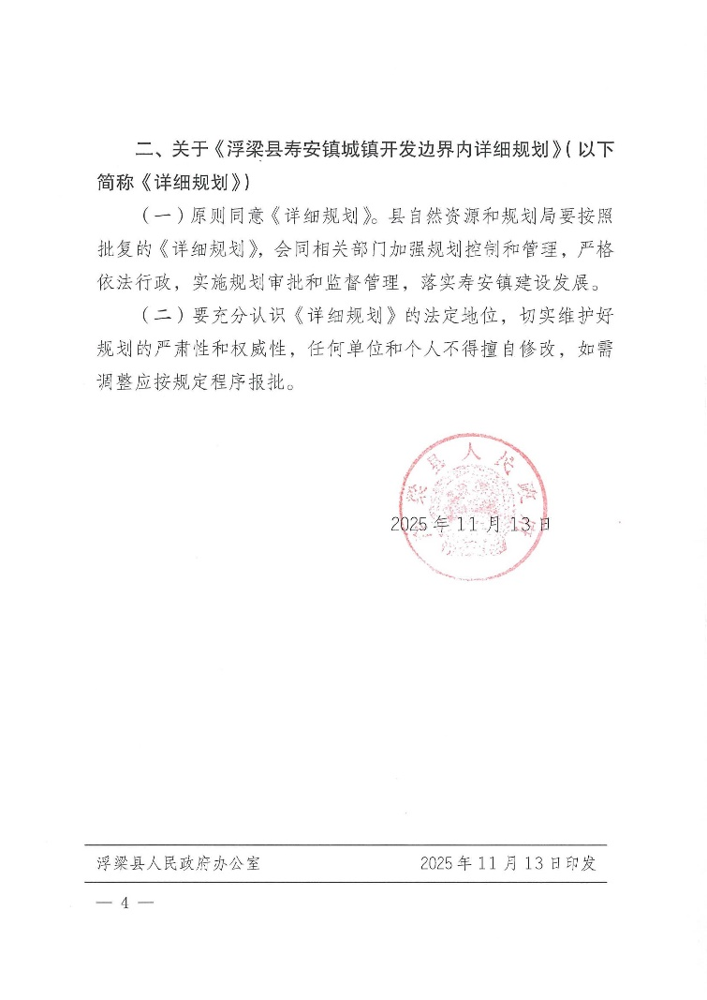 二、关于《浮梁县寿安镇城镇开发边界内详细规划》（以下
简称《详细规划》）
（一）原则同意《详细规划》。县自然资源和规划局要按照
批复的《详细规划》，会同相关部门加强规划控制和管理，严格
依法行政，实施规划审批和监督管理，落实寿安镇建设发展。
（二）要充分认识《详细规划》的法定地位，切实维护好
规划的严肃性和权威性，任何单位和个人不得擅自修改，如需
调整应按规定程序报批。
梁县人民政府
2025年11月13日
浮梁县人民政府办公室 2025年11月13日印发
— 4 —